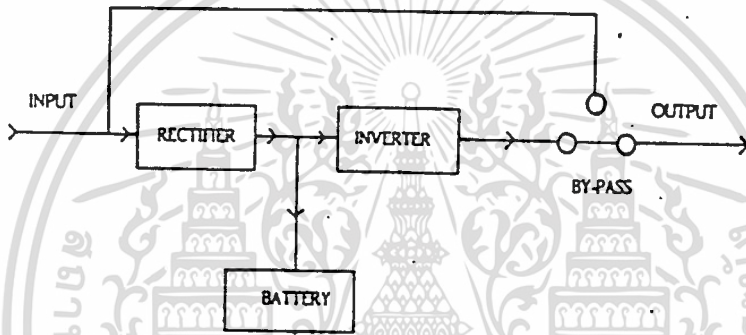 INPUT
OUTPUT
RECTIFIER
INVERTER
BY-PASS
BATTERY